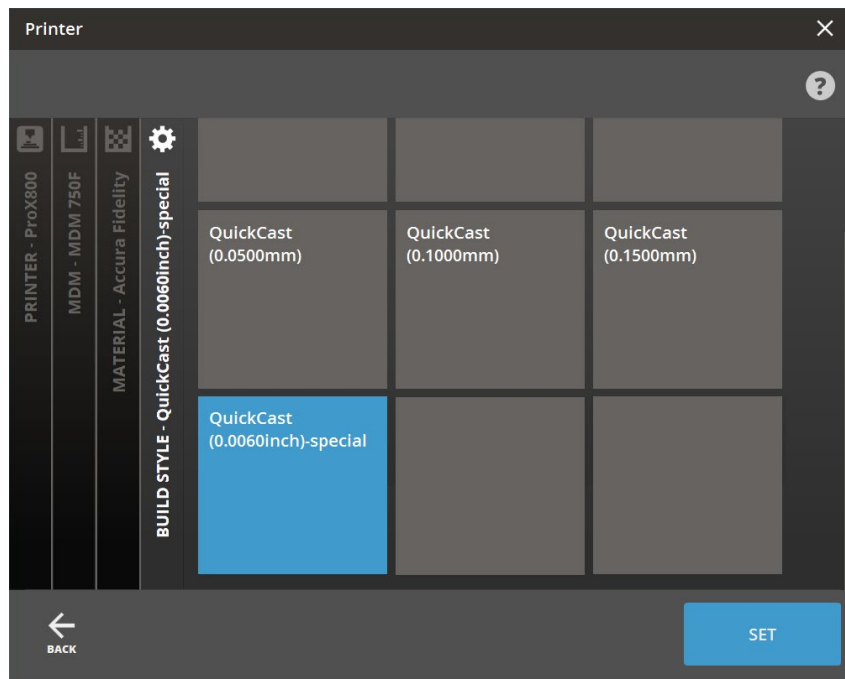 Printer
?
PRINTER - ProX800
MDM - MDM 750F
MATERIAL - Accura Fidelity
BUILD STYLE - QuickCast (0.0060inch)-special
QuickCast
(0.0500mm)
QuickCast
(0.1000mm)
QuickCast
(0.1500mm)
QuickCast
(0.0060inch)-special
BACK
SET